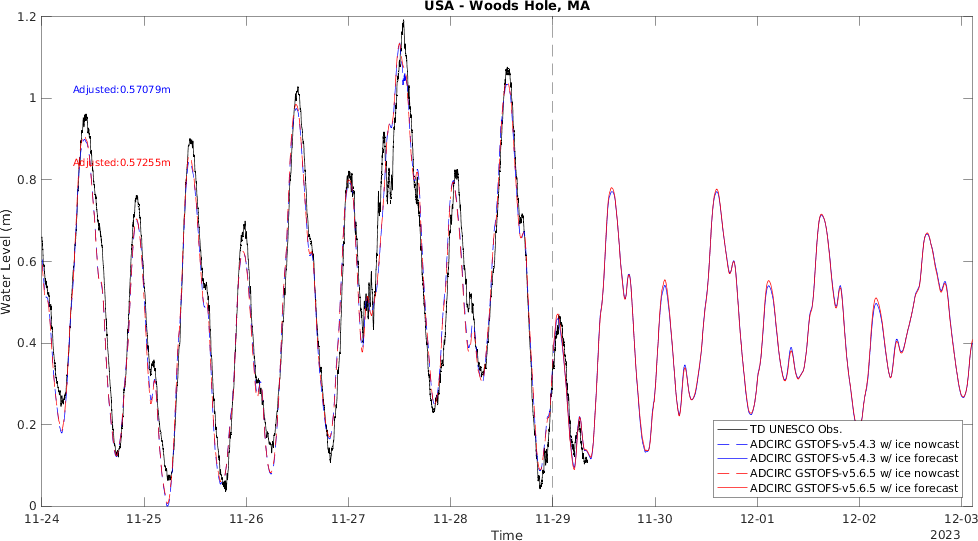 USA - Woods Hole, MA
1.2
1
0.8
0.6
0.4
0.2
0
Water Level (m)
Adjusted:0.57079m
Adjusted:0.57255m
TD UNESCO Obs.
ADCIRC GSTOFS-v5.4.3 w/ ice nowcast
ADCIRC GSTOFS-v5.4.3 w/ ice forecast
ADCIRC GSTOFS-v5.6.5 w/ ice nowcast
ADCIRC GSTOFS-v5.6.5 w/ ice forecast
11-24 11-25 11-26 11-27 11-28 11-29 11-30 12-01 12-02 12-03
Time 2023